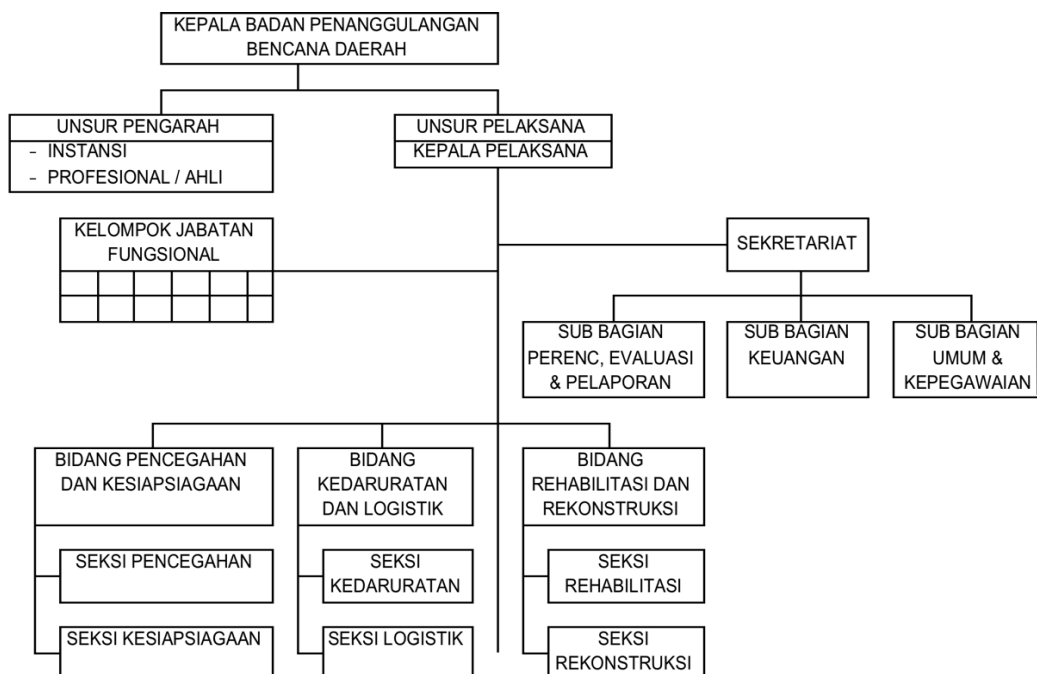 KEPALA BADAN PENANGGULANGAN
BENCANA DAERAH
UNSUR PENGARAH
- INSTANSI
- PROFESIONAL / AHLI
UNSUR PELAKSANA
KEPALA PELAKSANA
KELOMPOK JABATAN
FUNGSIONAL
SEKRETARIAT
SUB BAGIAN
PERENC, EVALUASI
& PELAPORAN
SUB BAGIAN
KEUANGAN
SUB BAGIAN
UMUM &
KEPEGAWAIAN
BIDANG PENCEGAHAN
DAN KESIAPSIAGAAN
BIDANG
KEDARURATAN
DAN LOGISTIK
BIDANG
REHABILITASI DAN
REKONSTRUKSI
SEKSI PENCEGAHAN
SEKSI
KEDARURATAN
SEKSI
REHABILITASI
SEKSI KESIAPSIAGAAN
SEKSI LOGISTIK
SEKSI
REKONSTRUKSI